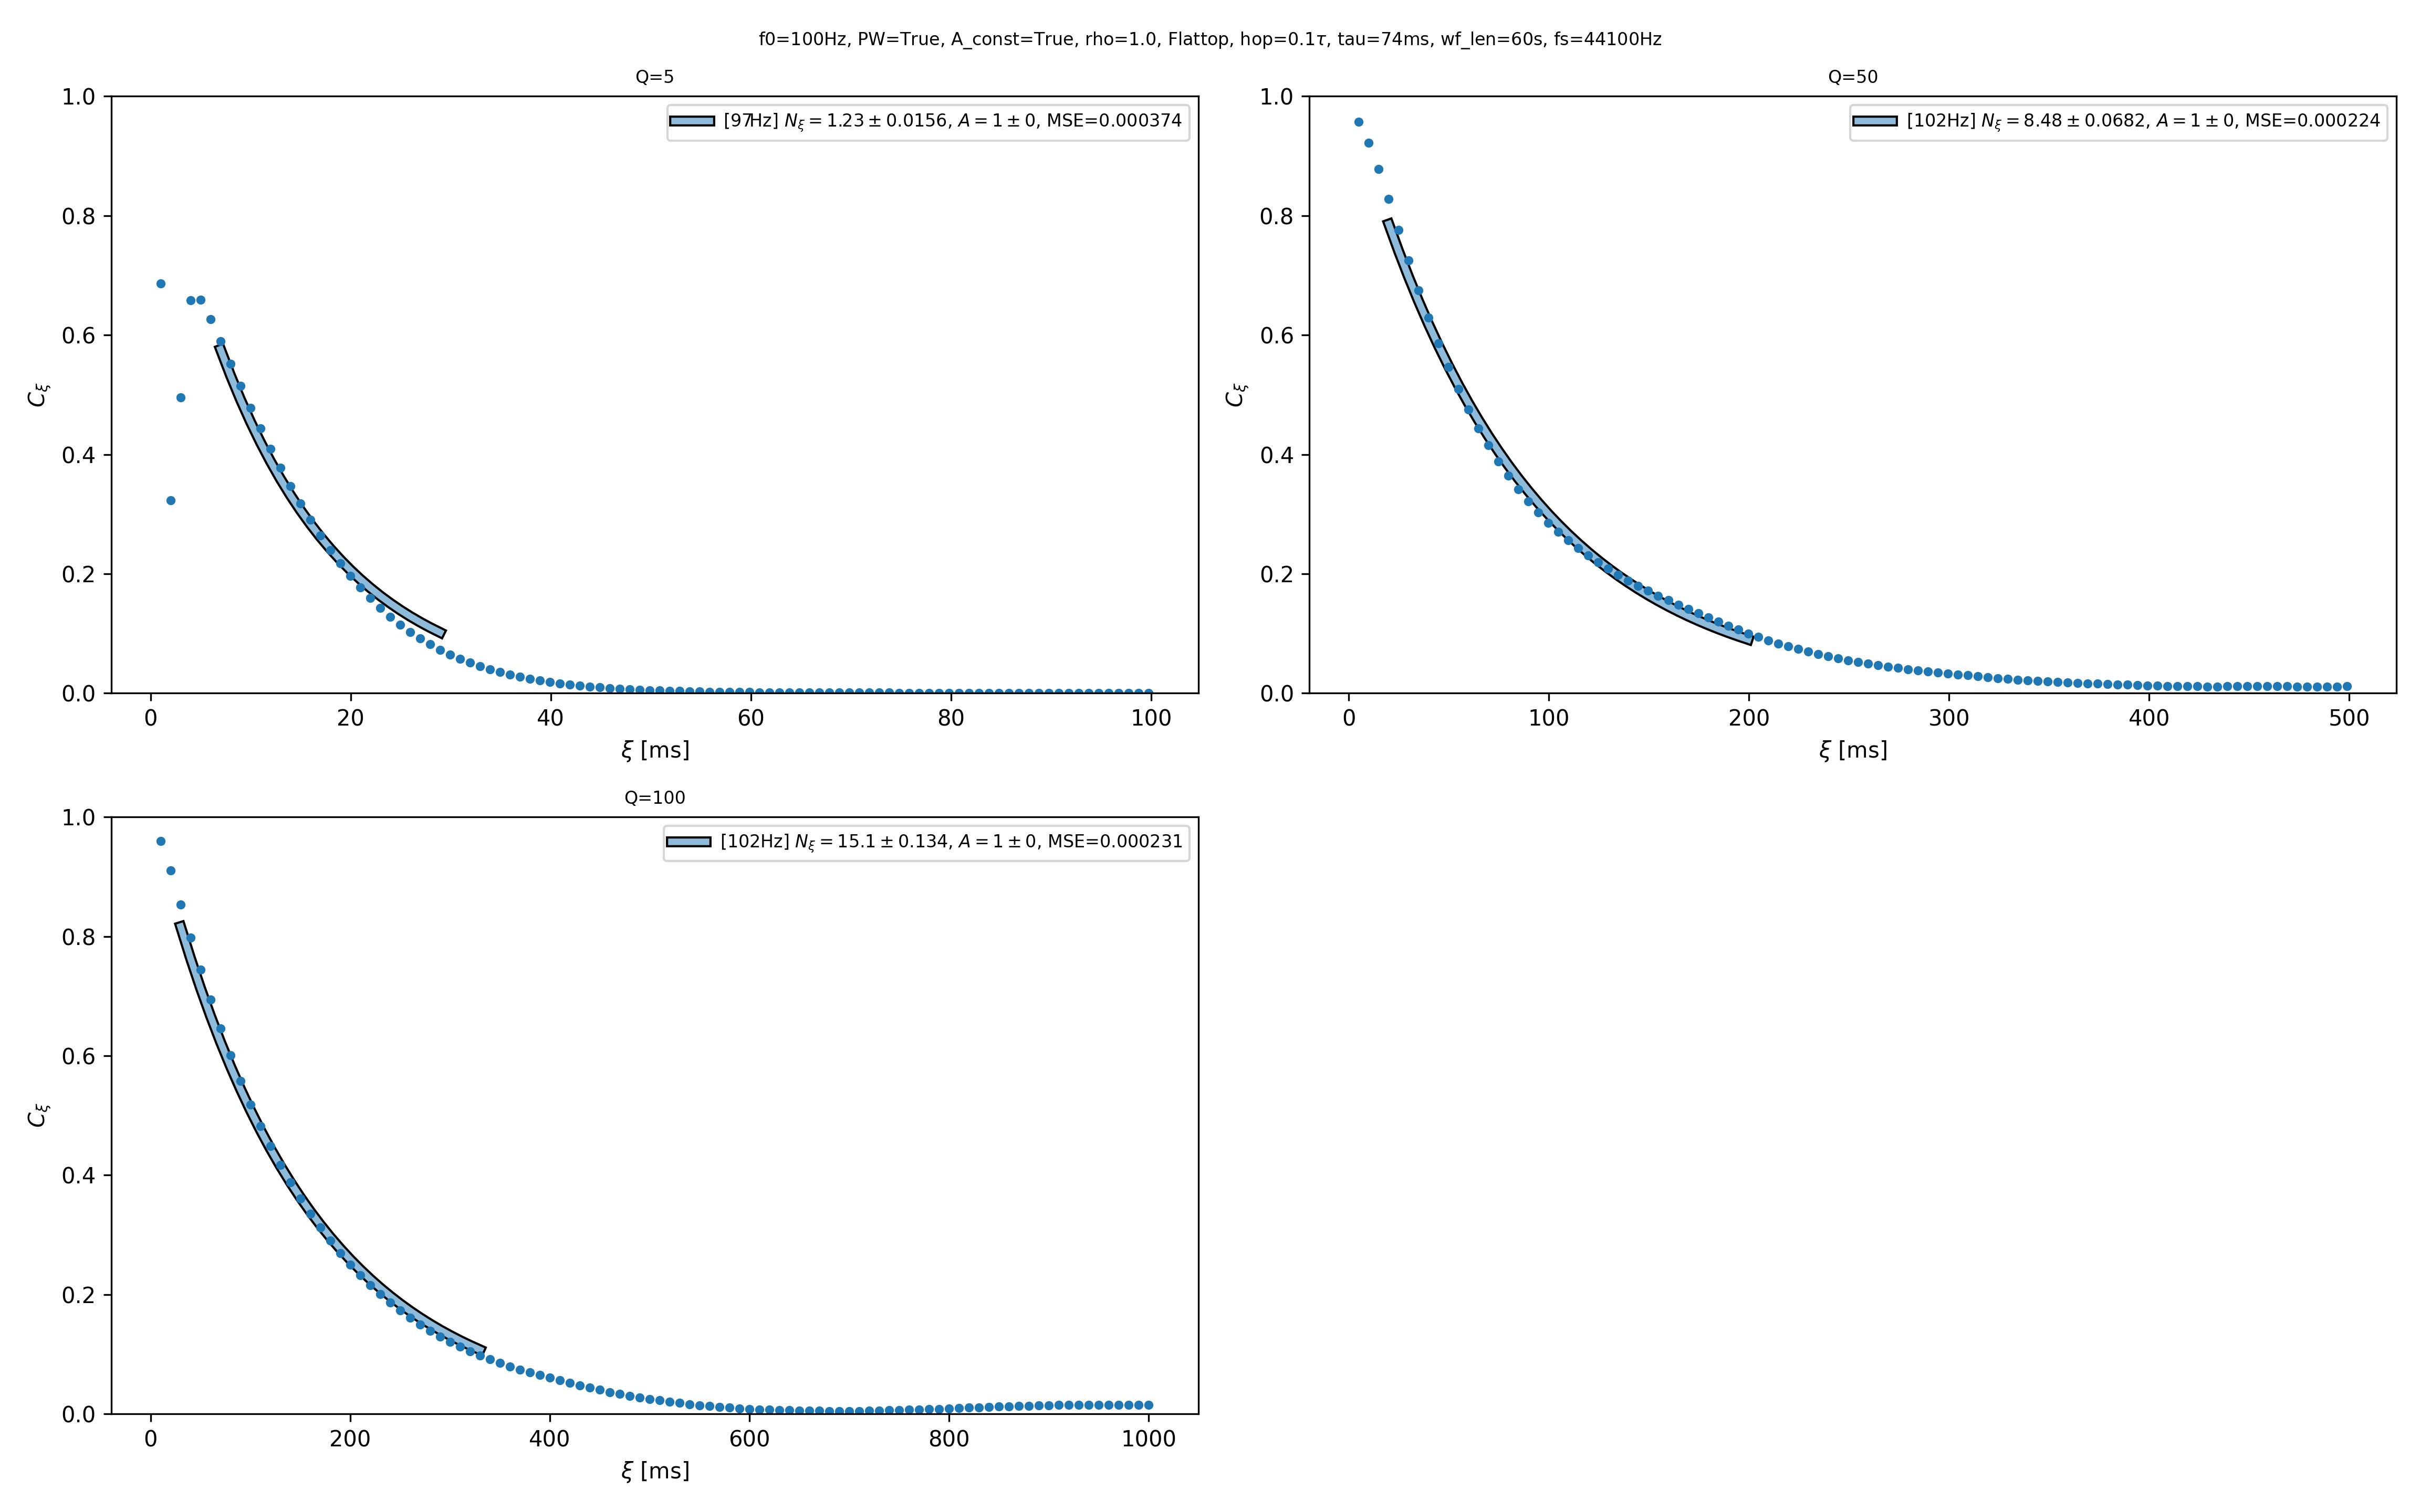 f0=100Hz, PW=True, A_const=True, rho=1.0, Flattop, hop=0.1τ, tau=74ms, wf_len=60s, fs=44100Hz
Q=5
[97Hz] N_ξ = 1.23 ± 0.0156, A = 1 ± 0, MSE=0.000374
1.0
0.8
0.6
0.4
0.2
0.0
C_ξ
0 20 40 60 80 100
ξ [ms]
Q=50
[102Hz] N_ξ = 8.48 ± 0.0682, A = 1 ± 0, MSE=0.000224
1.0
0.8
0.6
0.4
0.2
0.0
C_ξ
0 100 200 300 400 500
ξ [ms]
Q=100
[102Hz] N_ξ = 15.1 ± 0.134, A = 1 ± 0, MSE=0.000231
1.0
0.8
0.6
0.4
0.2
0.0
C_ξ
0 200 400 600 800 1000
ξ [ms]